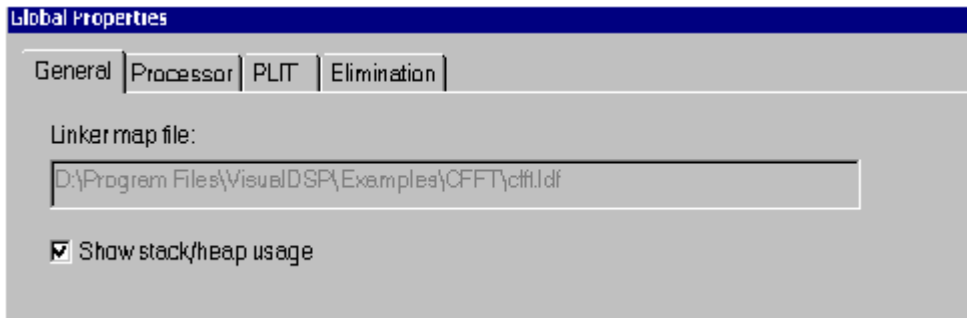 Global Properties
General Processor PLIT Elimination
Linker map file:
D:\Program Files\VisualDSP\Examples\CFFT\cfft.ldf
Show stack/heap usage